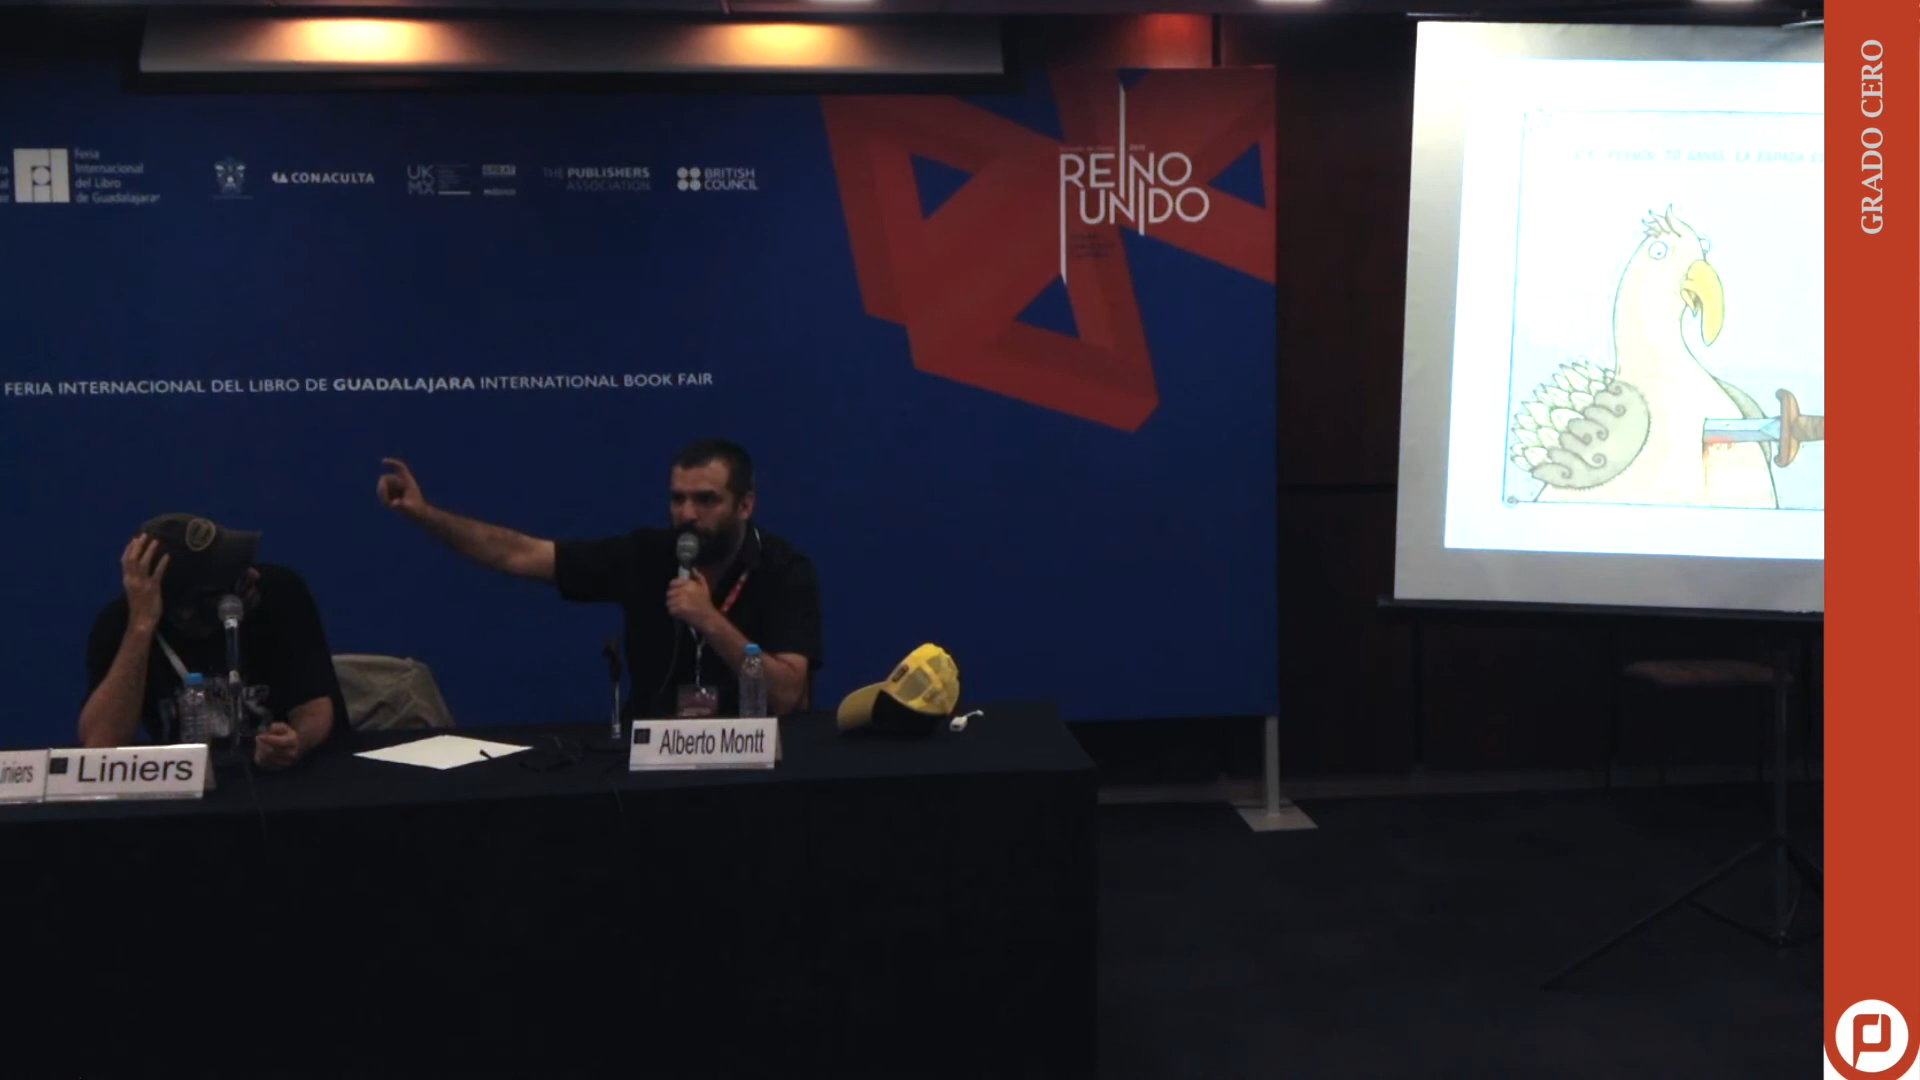 Feria
Internacional
del Libro
de Guadalajara
CONACULTA
UK
MX
THE PUBLISHERS
ASSOCIATION
BRITISH
COUNCIL
REINO
UNIDO
FERIA INTERNACIONAL DEL LIBRO DE GUADALAJARA INTERNATIONAL BOOK FAIR
iniers
Liniers
Alberto Montt
GRADO CERO